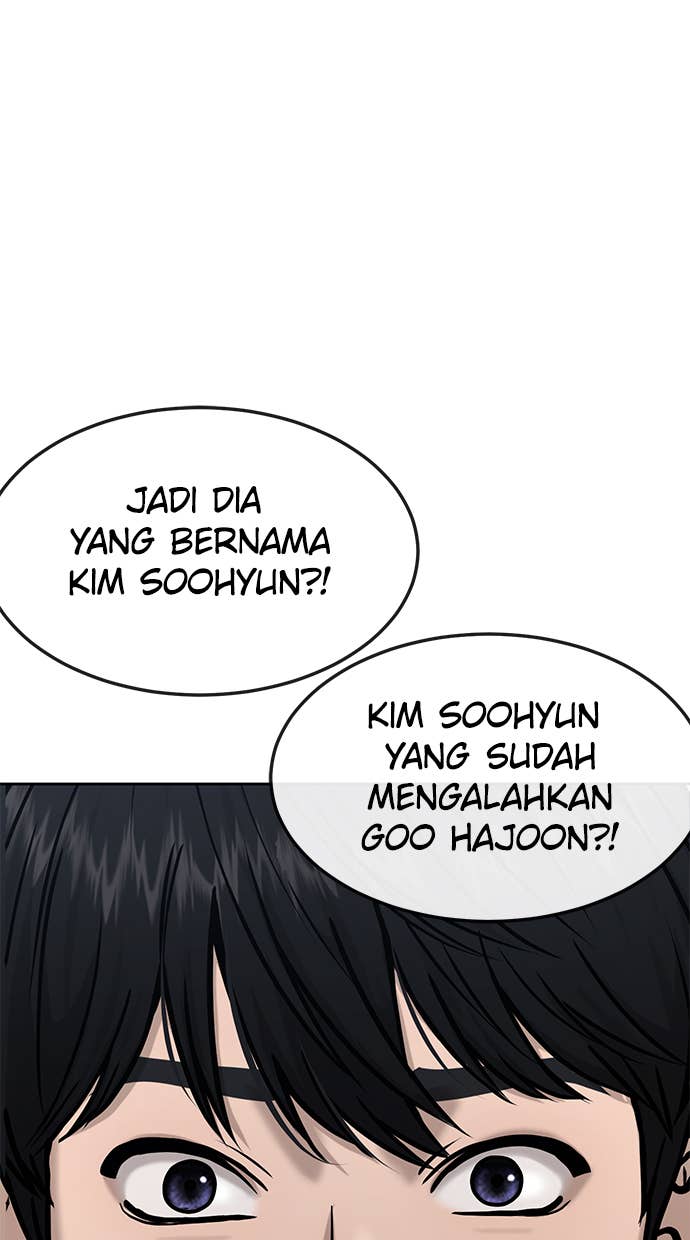 JADI DIA
YANG BERNAMA
KIM SOOHYUN?!
KIM SOOHYUN
YANG SUDAH
MENGALAHKAN
GOO HAJOON?!